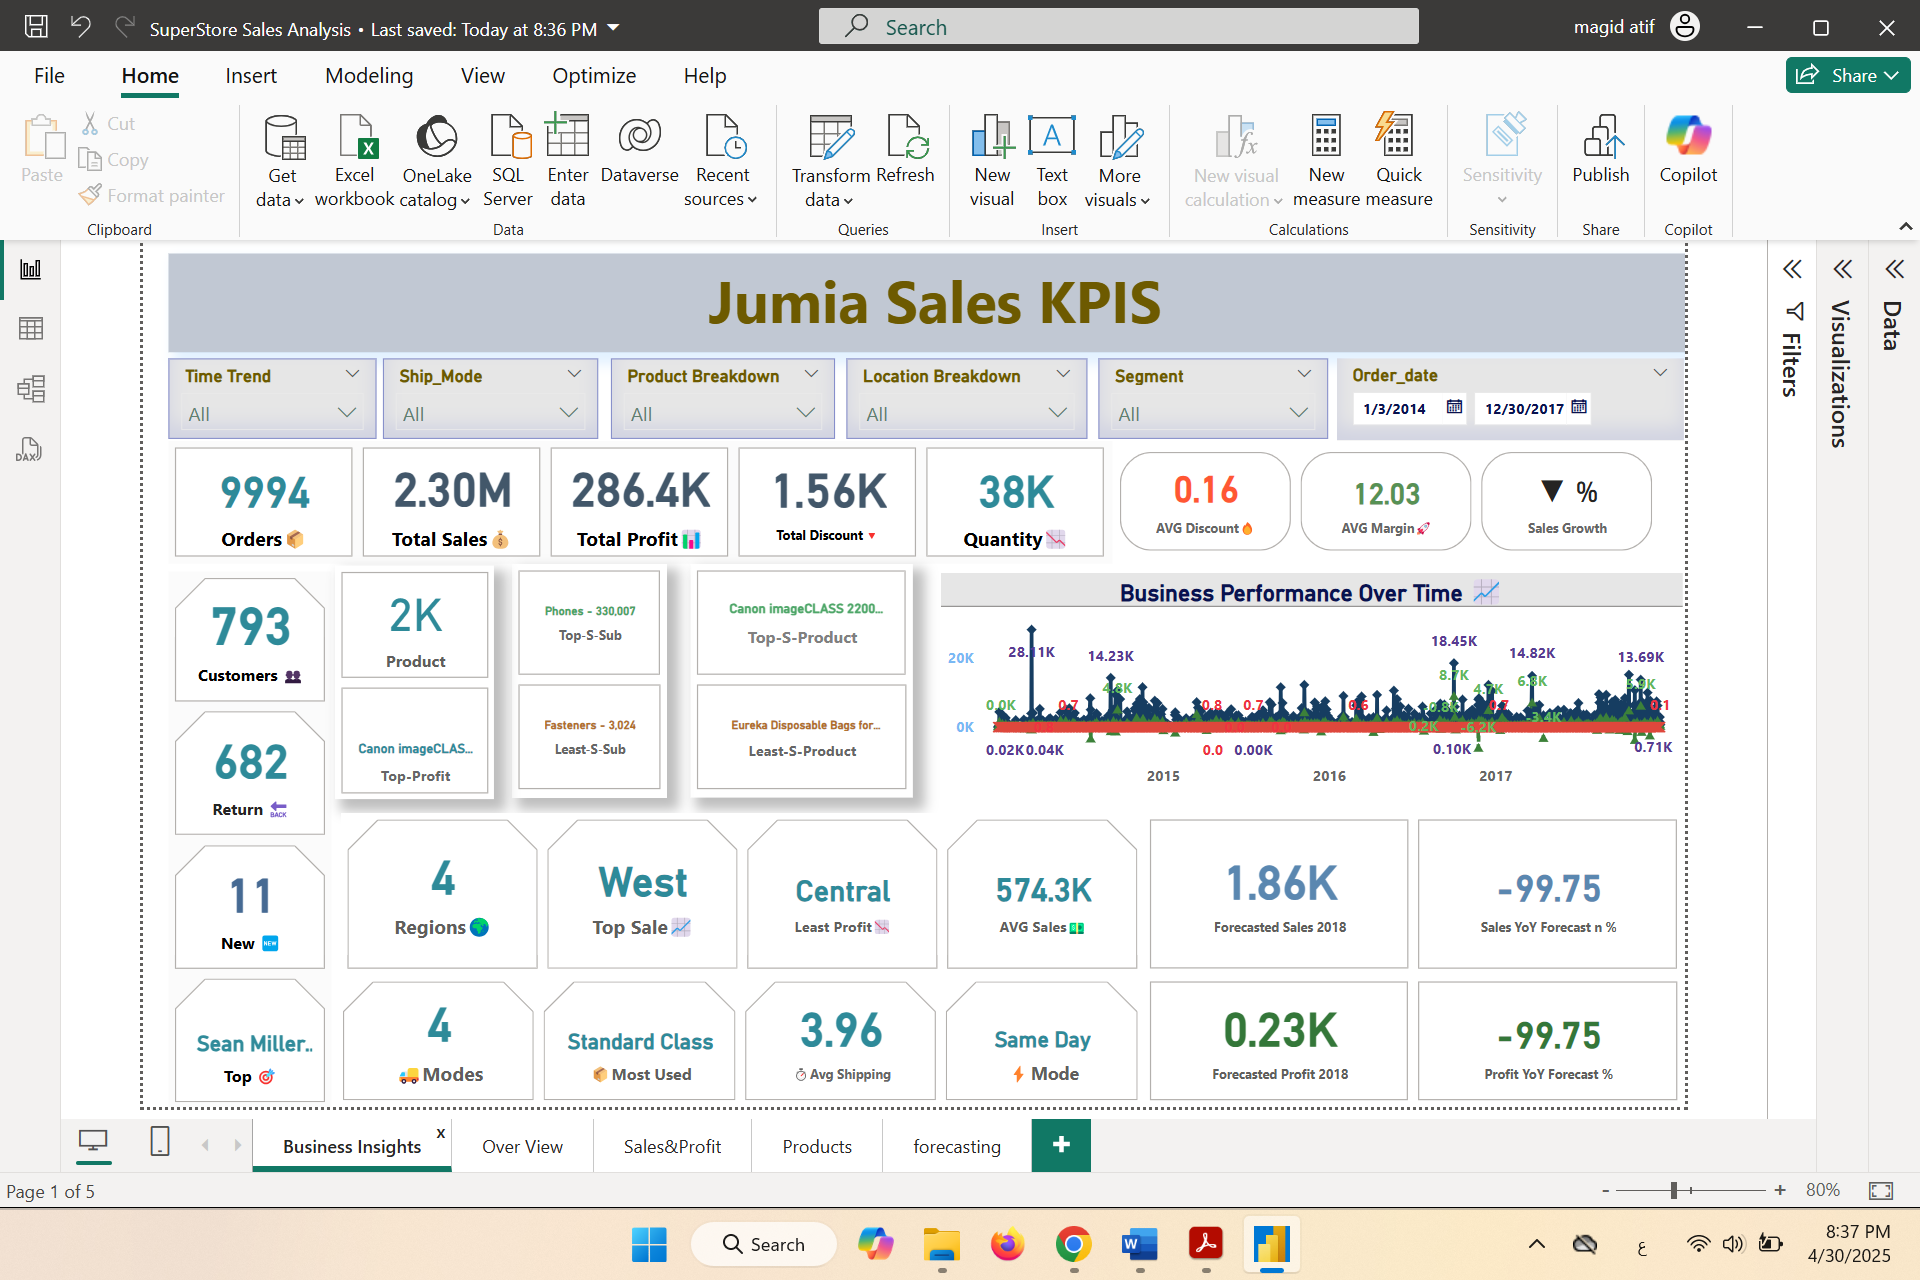 SuperStore Sales Analysis • Last saved: Today at 8:36 PM
Search
magid atif
File Home Insert Modeling View Optimize Help
Share
Paste
Cut
Copy
Format painter
Clipboard
Get data
Excel workbook
OneLake catalog
SQL Server
Enter data
Dataverse
Recent sources
Data
Transform data
Refresh
Queries
New visual
Text box
More visuals
Insert
New visual calculation
New measure
Quick measure
Calculations
Sensitivity
Sensitivity
Publish
Share
Copilot
Copilot
Jumia Sales KPIS
Time Trend
All
Ship_Mode
All
Product Breakdown
All
Location Breakdown
All
Segment
All
Order_date
1/3/2014 12/30/2017
Filters
Visualizations
Data
9994
Orders
2.30M
Total Sales
286.4K
Total Profit
1.56K
Total Discount
38K
Quantity
0.16
AVG Discount
12.03
AVG Margin
▼ %
Sales Growth
793
Customers
682
Return
BACK
11
New
NEW
Sean Miller..
Top
2K
Product
Canon imageCLAS...
Top-Profit
Phones - 330,007
Top-S-Sub
Fasteners - 3,024
Least-S-Sub
Canon imageCLASS 2200...
Top-S-Product
Eureka Disposable Bags for...
Least-S-Product
Business Performance Over Time
20K
0K
28.11K
14.23K
18.45K
14.82K
13.69K
0.0K
0.7
4.8K
0.8
0.7
0.6
8.7K
4.7K
6.3K
0.1
-3.4K
0.2K
-6.2K
0.02K
0.04K
0.0
0.00K
0.10K
0.71K
2015 2016 2017
4
Regions
West
Top Sale
Central
Least Profit
574.3K
AVG Sales
1.86K
Forecasted Sales 2018
-99.75
Sales YoY Forecast n %
4
Modes
Standard Class
Most Used
3.96
Avg Shipping
Same Day
Mode
0.23K
Forecasted Profit 2018
-99.75
Profit YoY Forecast %
Business Insights x
Over View
Sales&Profit
Products
forecasting
+
Page 1 of 5
- + 80%
Search
ع
8:37 PM
4/30/2025
DAX